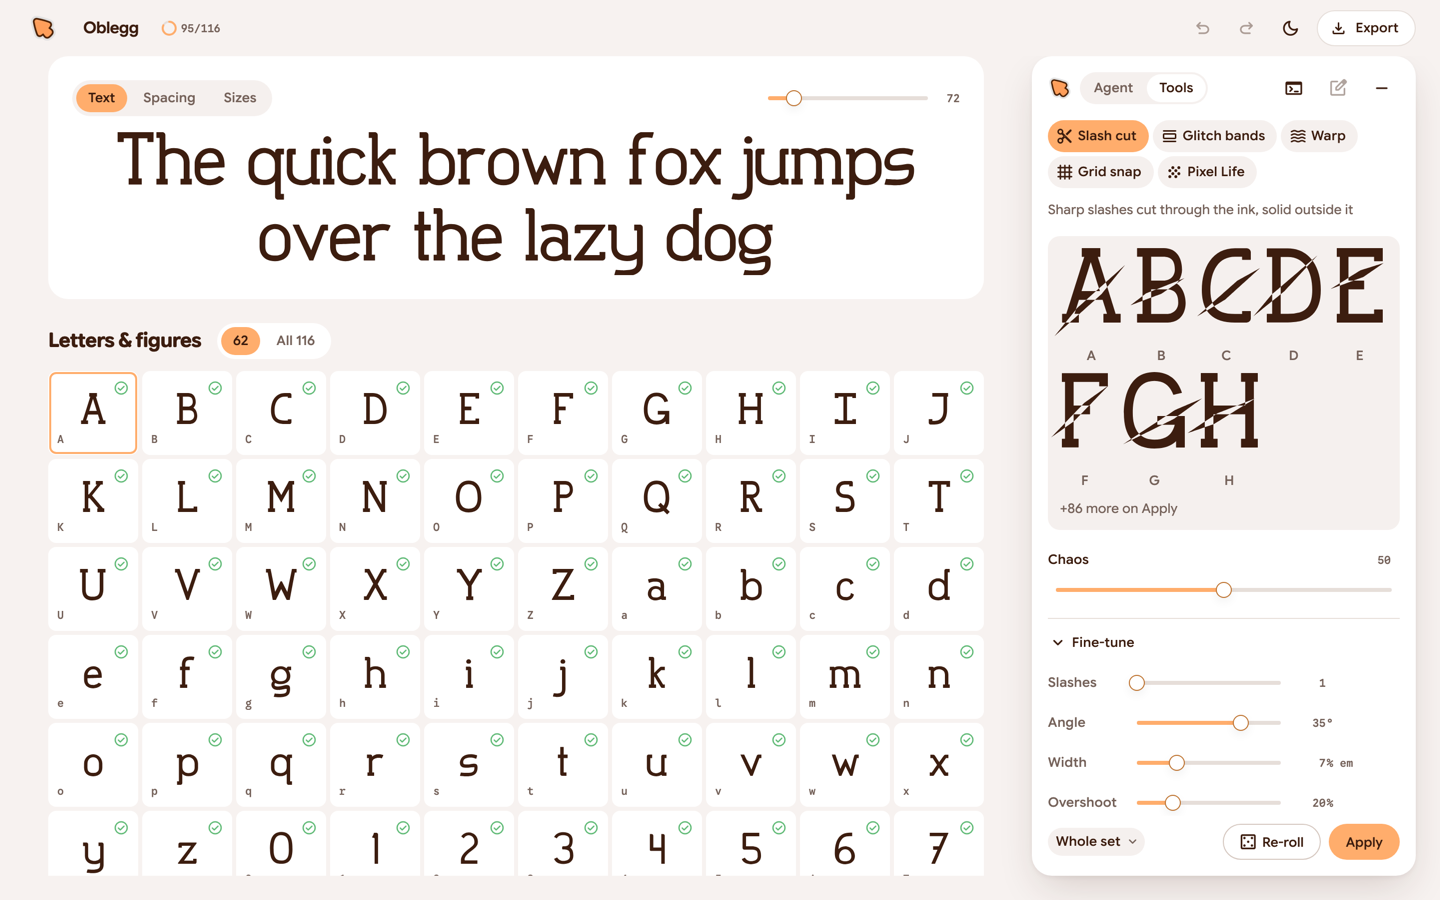 Oblegg 95/116 Export
Text Spacing Sizes 72
The quick brown fox jumps
over the lazy dog
Letters & figures 62 All 116
A B C D E F G H I J
A B C D E F G H I J
K L M N O P Q R S T
K L M N O P Q R S T
U V W X Y Z a b c d
U V W X Y Z a b c d
e f g h i j k l m n
e f g h i j k l m n
o p q r s t u v w x
o p q r s t u v w x
y z 0 1 2 3 4 5 6 7
Agent Tools
Slash cut Glitch bands Warp
Grid snap Pixel Life
Sharp slashes cut through the ink, solid outside it
A B C D E
A B C D E
F G H
F G H
+86 more on Apply
Chaos 50
Fine-tune
Slashes 1
Angle 35°
Width 7% em
Overshoot 20%
Whole set Re-roll Apply